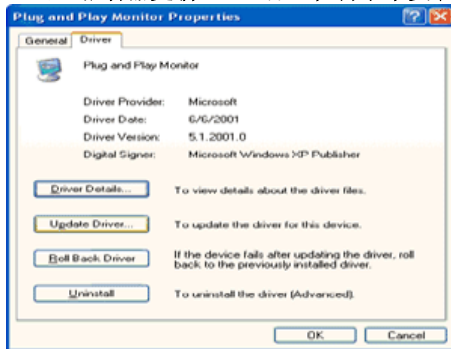 Plug and Play Monitor Properties
General Driver
Plug and Play Monitor
Driver Provider: Microsoft
Driver Date: 6/6/2001
Driver Version: 5.1.2001.0
Digital Signer: Microsoft Windows XP Publisher
Driver Details... To view details about the driver files.
Update Driver... To update the driver for this device.
Roll Back Driver If the device fails after updating the driver, roll
back to the previously installed driver.
Uninstall To uninstall the driver (Advanced).
OK Cancel